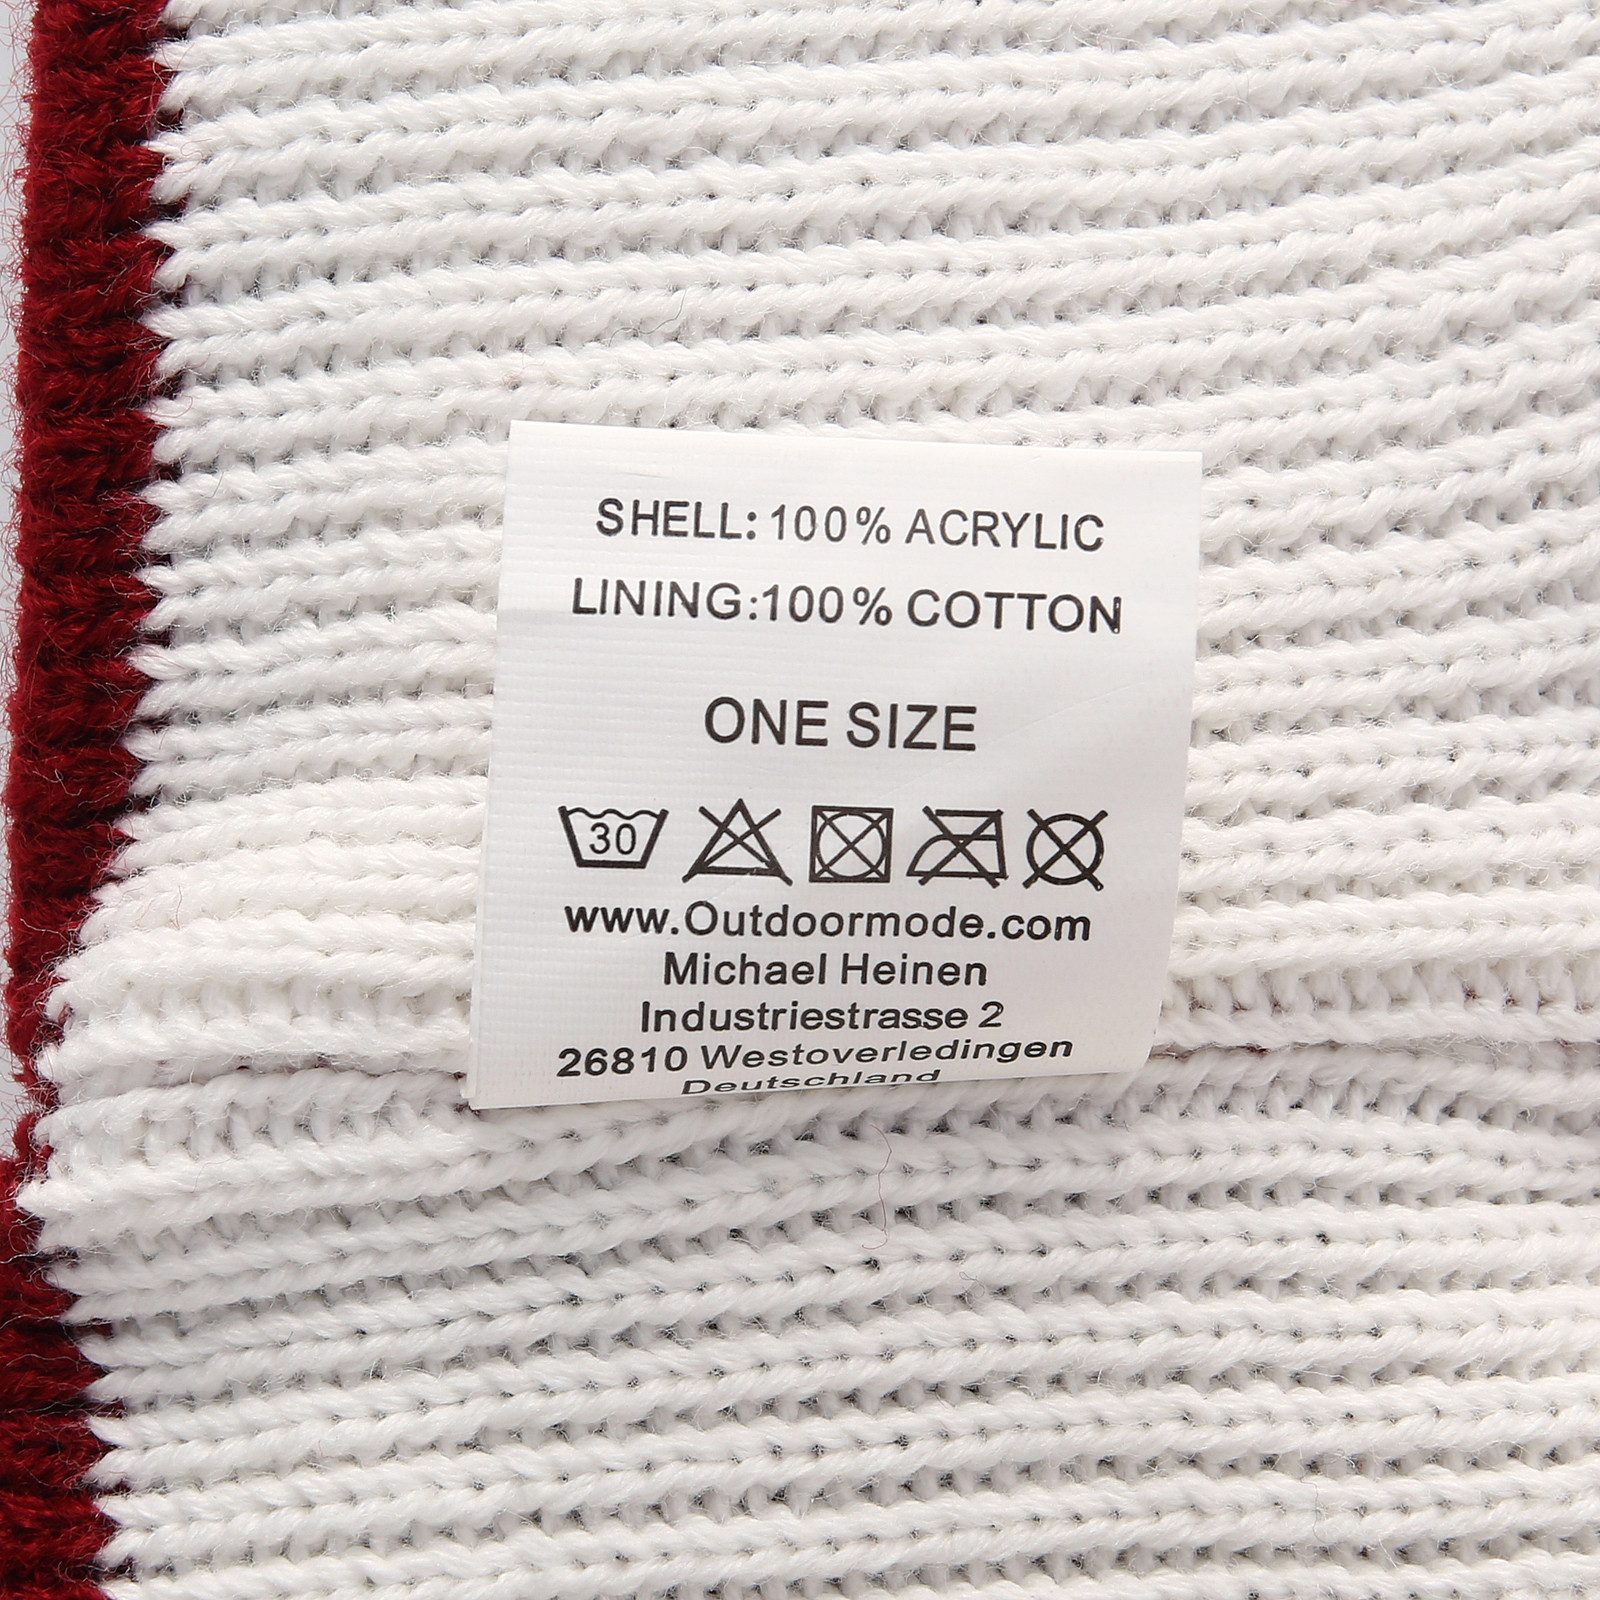 SHELL: 100% ACRYLIC
LINING:100% COTTON
ONE SIZE
30
www.Outdoormode.com
Michael Heinen
Industriestrasse 2
26810 Westoverledingen
Deutschland